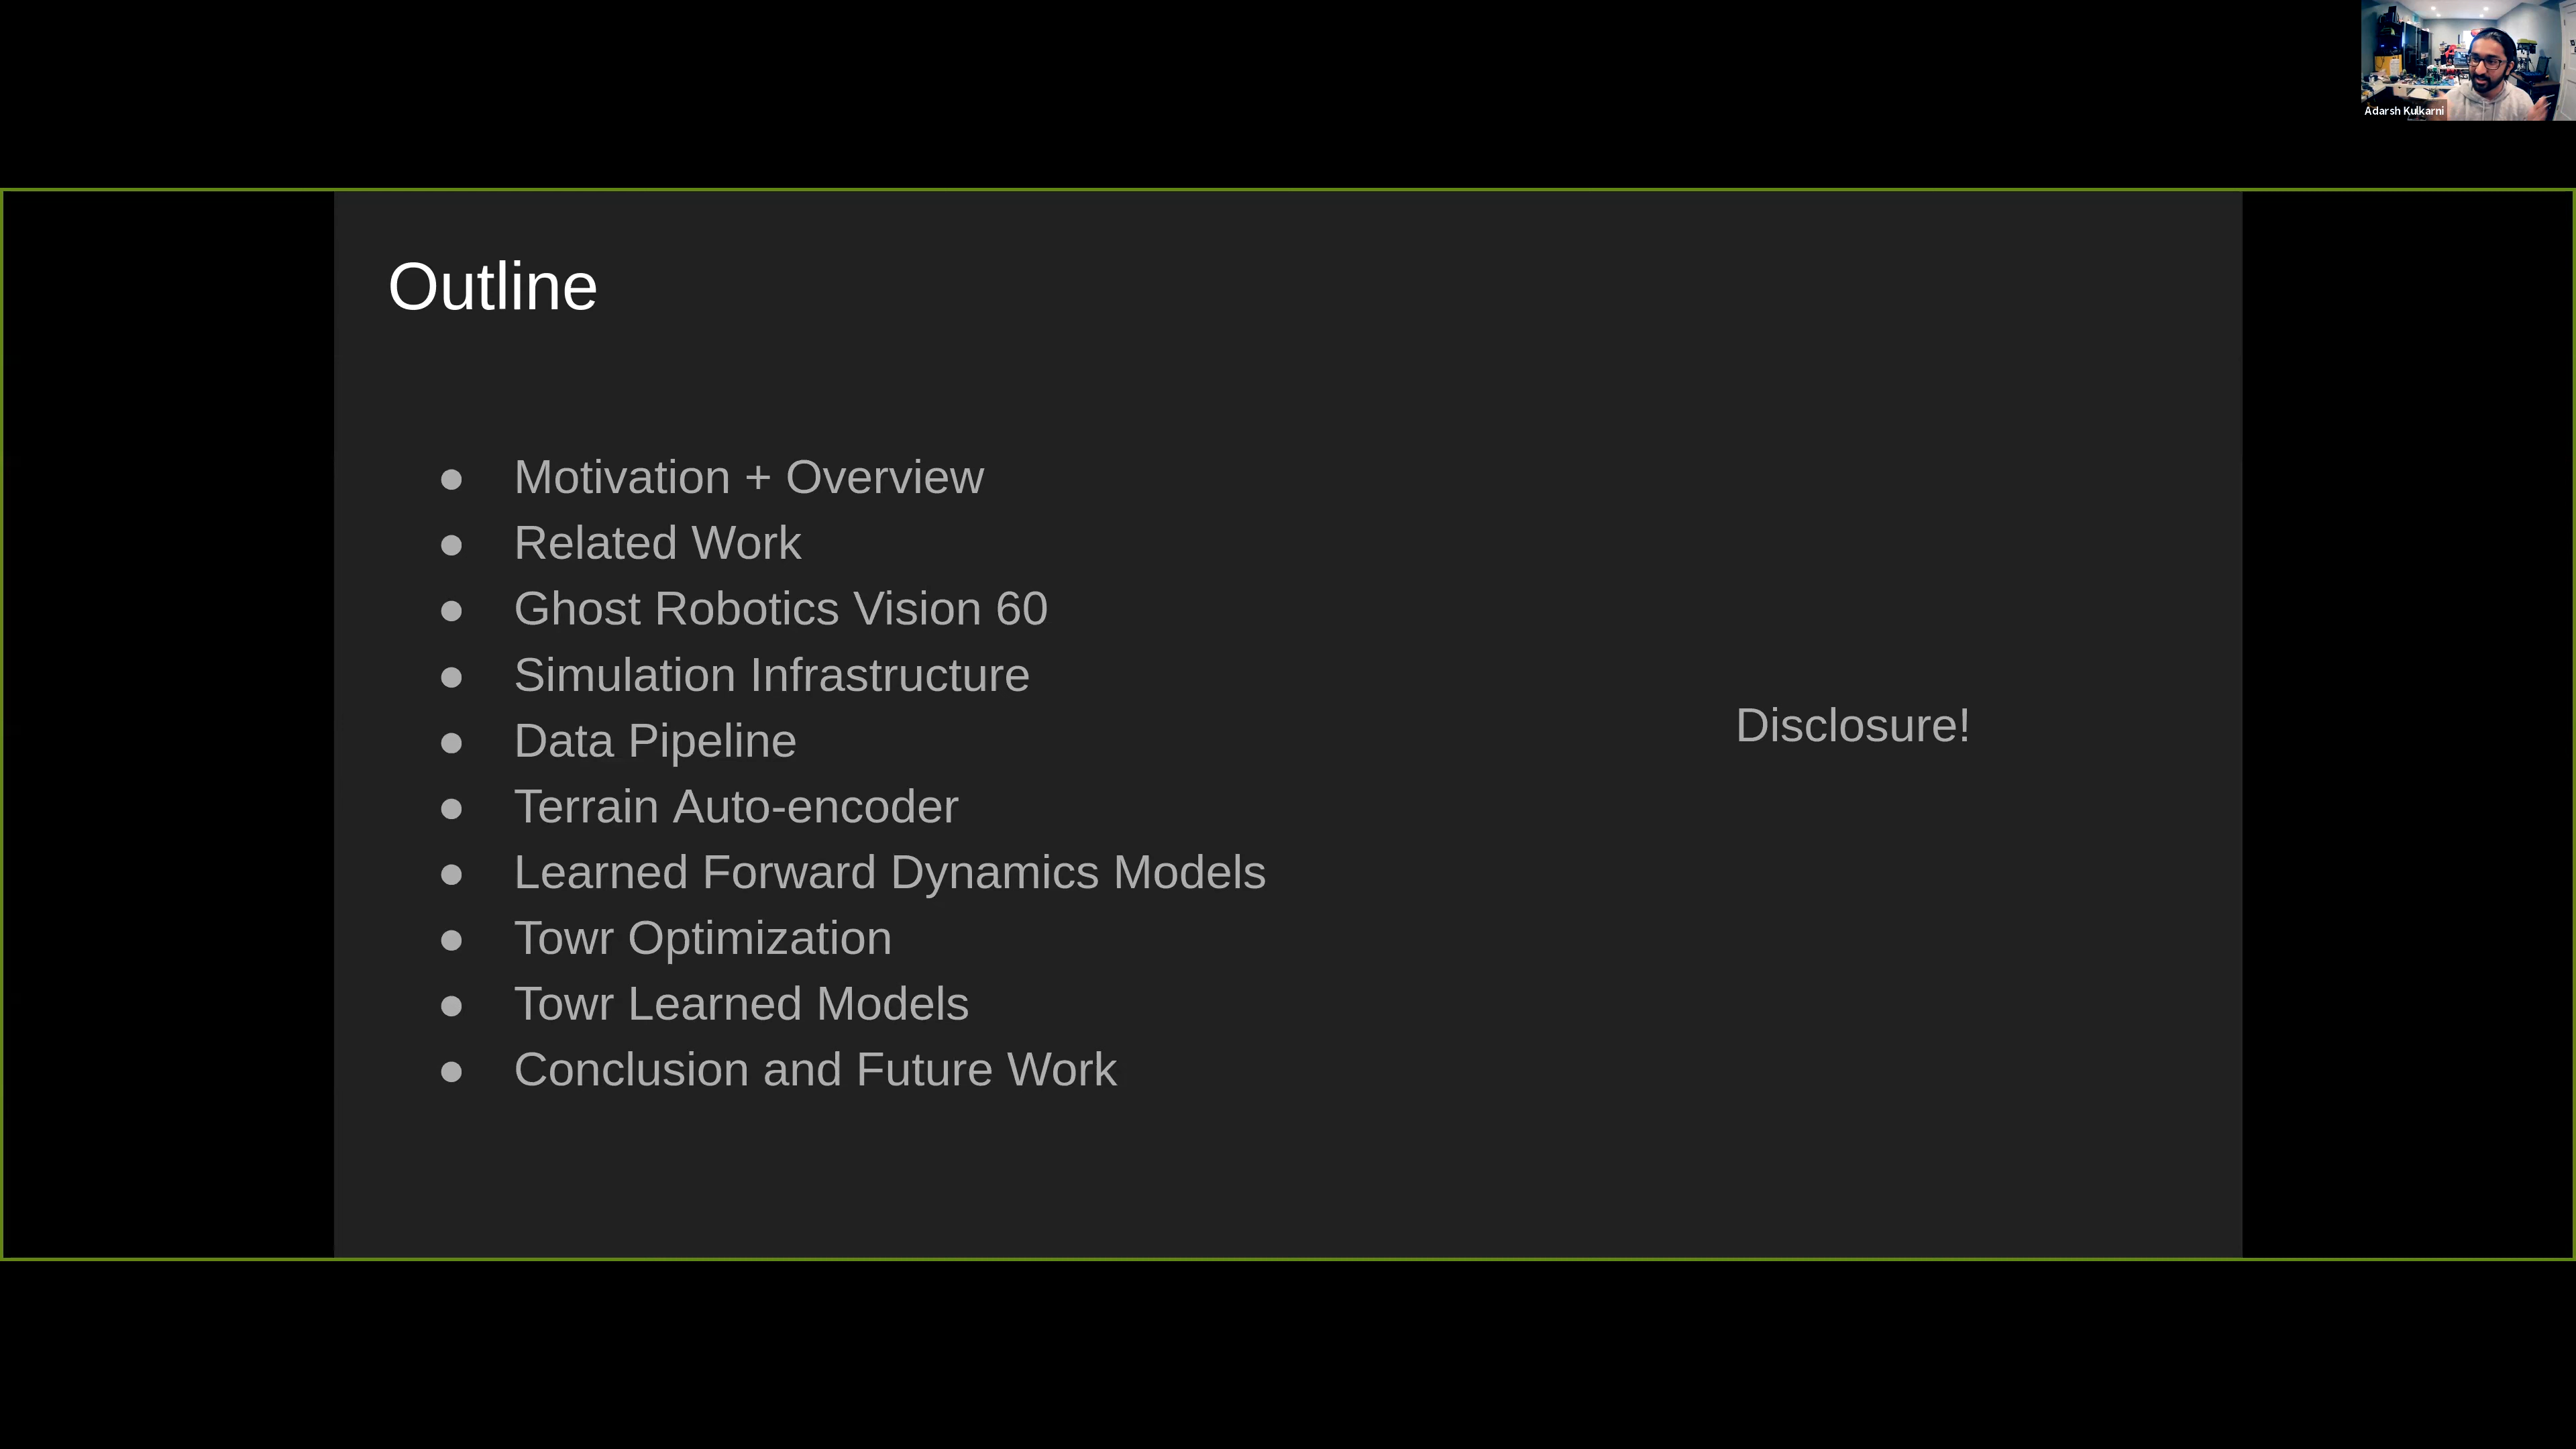 Adarsh Kulkarni
Outline
● Motivation + Overview
● Related Work
● Ghost Robotics Vision 60
● Simulation Infrastructure
● Data Pipeline
● Terrain Auto-encoder
● Learned Forward Dynamics Models
● Towr Optimization
● Towr Learned Models
● Conclusion and Future Work
Disclosure!